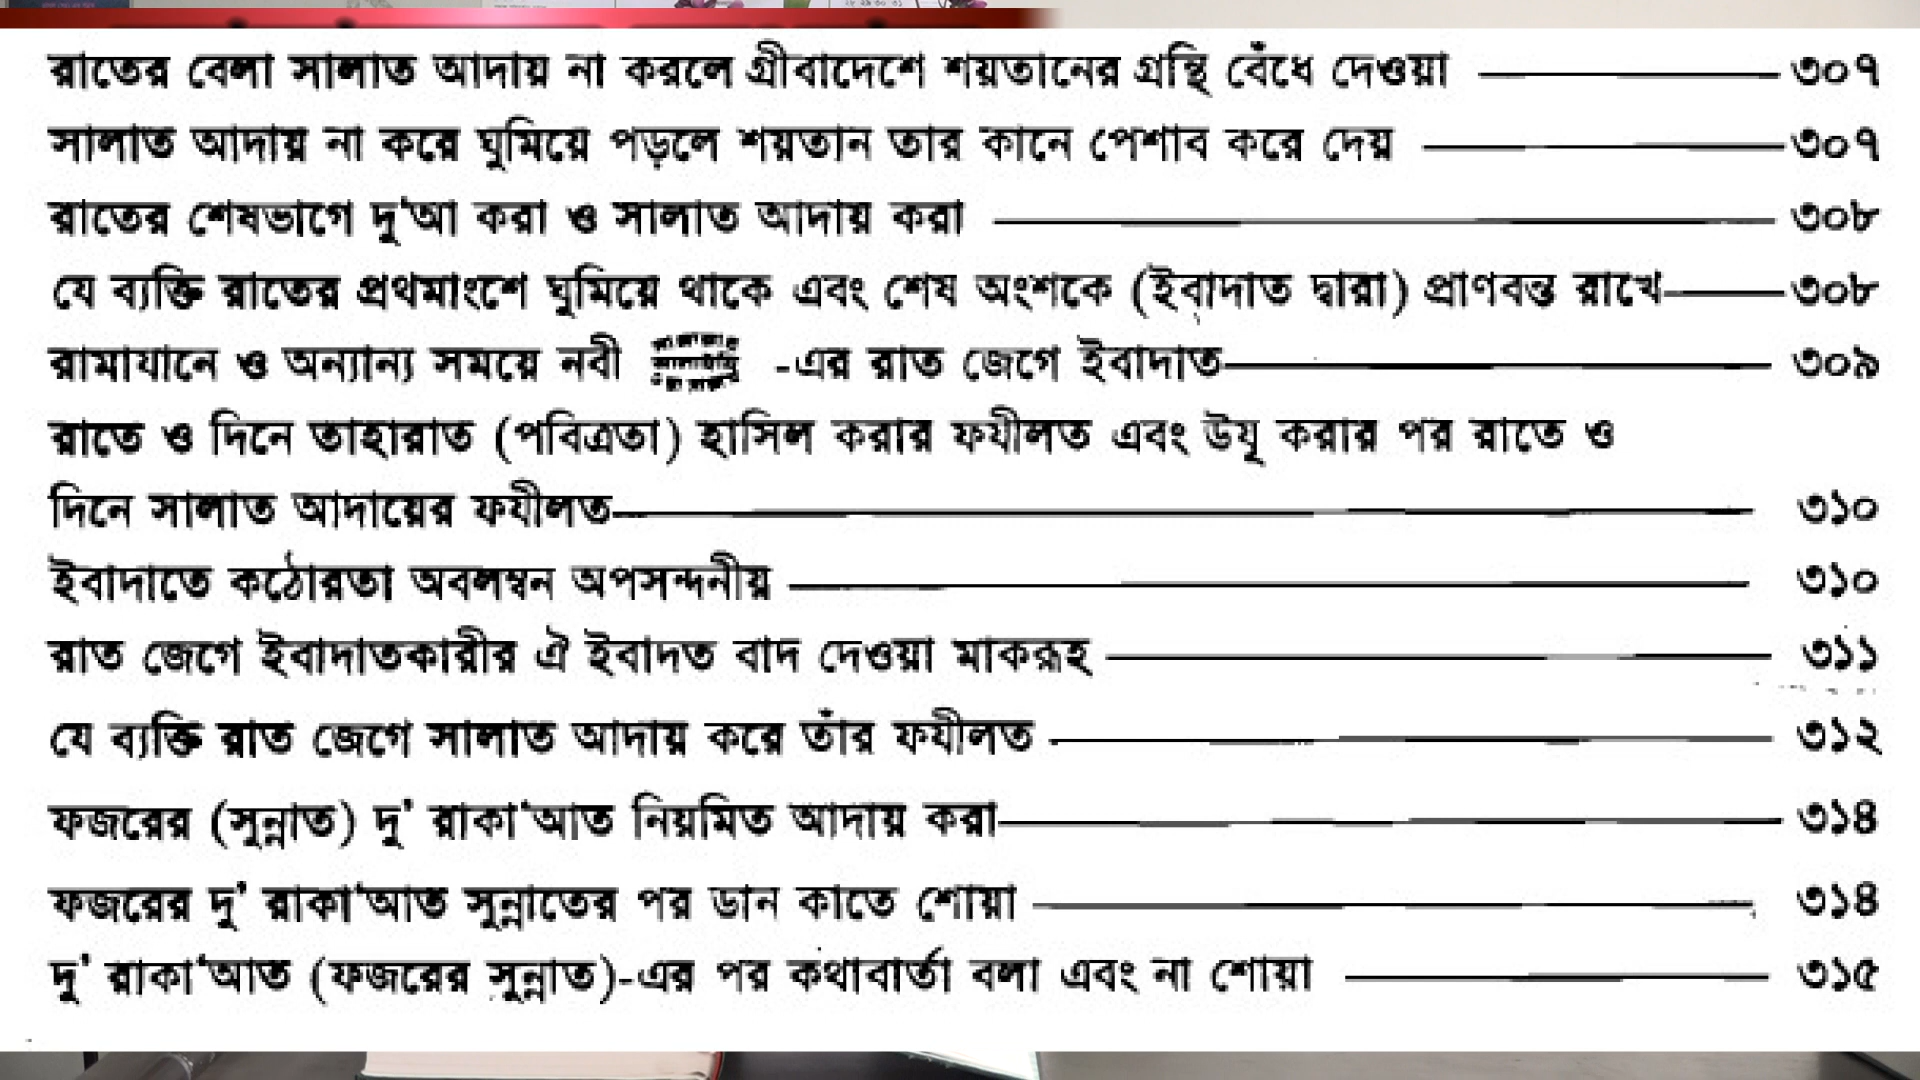 রাতের বেলা সালাত আদায় না করলে গ্রীবাদেশে শয়তানের গ্রন্থি বেঁধে দেওয়া ৩০৭
সালাত আদায় না করে ঘুমিয়ে পড়লে শয়তান তার কানে পেশাব করে দেয় ৩০৭
রাতের শেষভাগে দু'আ করা ও সালাত আদায় করা ৩০৮
যে ব্যক্তি রাতের প্রথমাংশে ঘুমিয়ে থাকে এবং শেষ অংশকে (ইবাদাত দ্বারা) প্রাণবন্ত রাখে ৩০৮
রামাযানে ও অন্যান্য সময়ে নবী -এর রাত জেগে ইবাদাত ৩০৯
রাতে ও দিনে তাহারাত (পবিত্রতা) হাসিল করার ফযীলত এবং উযূ করার পর রাতে ও
দিনে সালাত আদায়ের ফযীলত ৩১০
ইবাদাতে কঠোরতা অবলম্বন অপসন্দনীয় ৩১০
রাত জেগে ইবাদাতকারীর ঐ ইবাদত বাদ দেওয়া মাকরূহ ৩১১
যে ব্যক্তি রাত জেগে সালাত আদায় করে তাঁর ফযীলত ৩১২
ফজরের (সুন্নাত) দু' রাকা'আত নিয়মিত আদায় করা ৩১৪
ফজরের দু' রাকা'আত সুন্নাতের পর ডান কাতে শোয়া ৩১৪
দু' রাকা'আত (ফজরের সুন্নাত)-এর পর কথাবার্তা বলা এবং না শোয়া ৩১৫